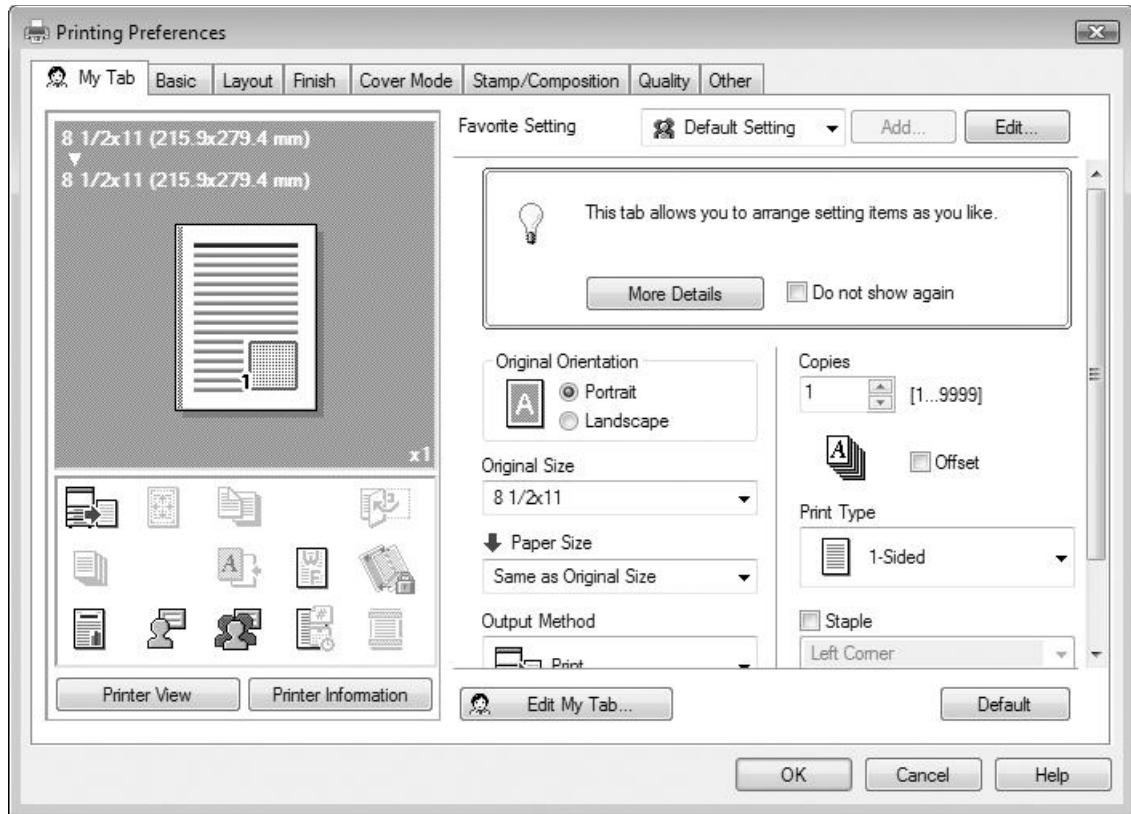 Printing Preferences
My Tab Basic Layout Finish Cover Mode Stamp/Composition Quality Other
8 1/2x11 (215.9x279.4 mm)
8 1/2x11 (215.9x279.4 mm)
1
x1
Printer View Printer Information
Favorite Setting Default Setting Add... Edit...
This tab allows you to arrange setting items as you like.
More Details Do not show again
Original Orientation
A Portrait
Landscape
Original Size
8 1/2x11
Paper Size
Same as Original Size
Output Method
Print
Copies
1 [1...9999]
A Offset
Print Type
1-Sided
Staple
Left Corner
Edit My Tab... Default
OK Cancel Help